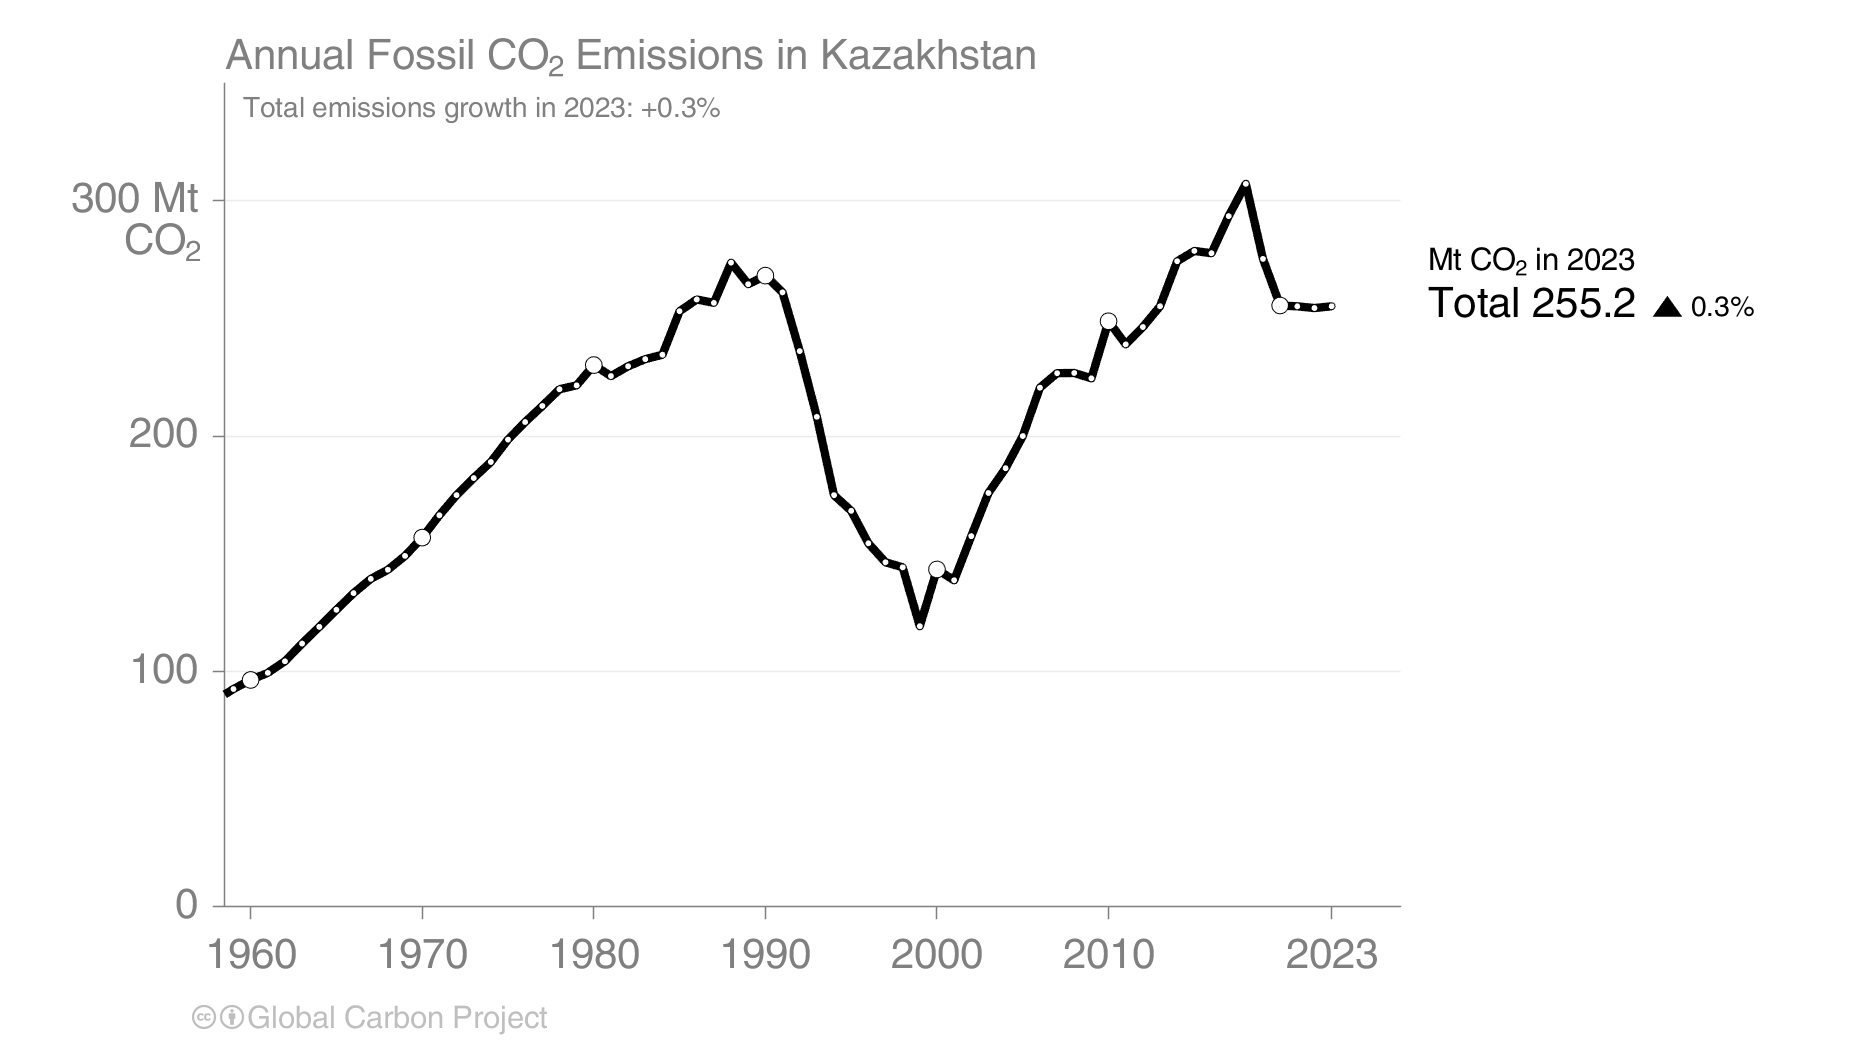 Annual Fossil CO₂ Emissions in Kazakhstan
Total emissions growth in 2023: +0.3%
300 Mt
CO₂
200
100
0
1960 1970 1980 1990 2000 2010 2023
Mt CO₂ in 2023
Total 255.2 ▲ 0.3%
cc Global Carbon Project